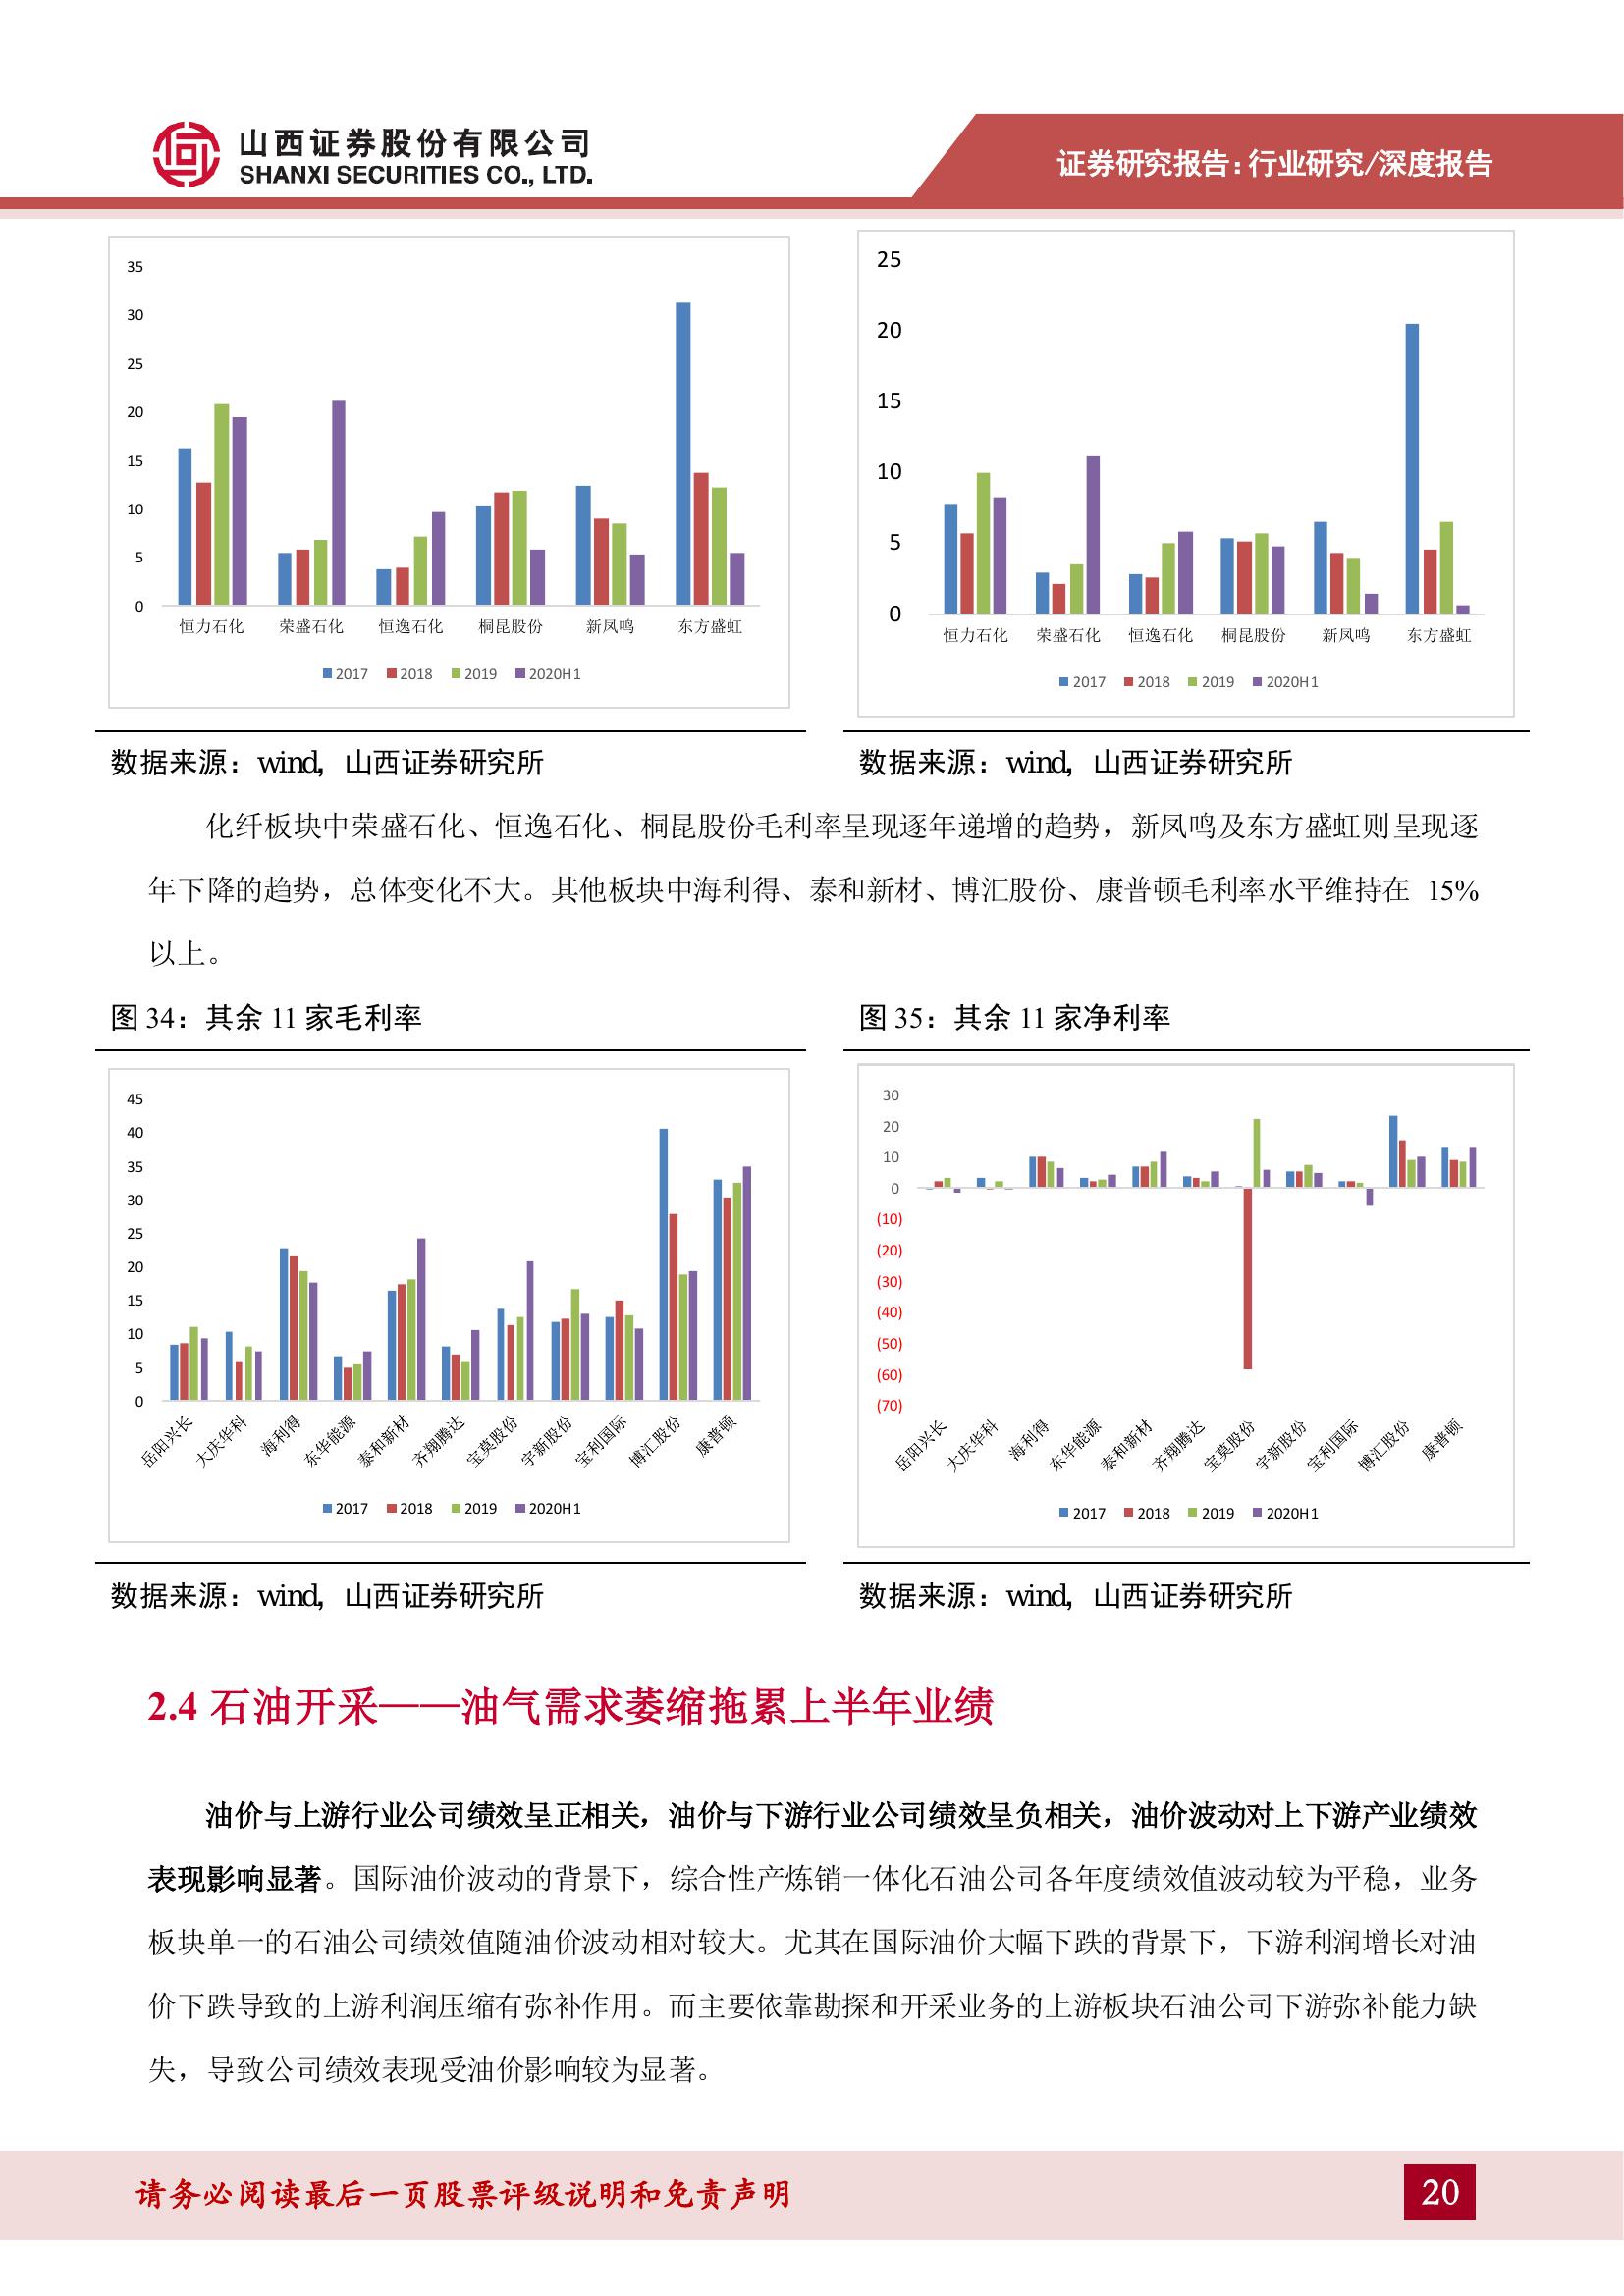 山西证券股份有限公司
SHANXI SECURITIES CO., LTD.
证券研究报告:行业研究/深度报告
35
30
25
20
15
10
5
0
恒力石化 荣盛石化 恒逸石化 桐昆股份 新凤鸣 东方盛虹
2017 2018 2019 2020H1
25
20
15
10
5
0
恒力石化 荣盛石化 恒逸石化 桐昆股份 新凤鸣 东方盛虹
2017 2018 2019 2020H1
数据来源：wind，山西证券研究所
数据来源：wind，山西证券研究所
化纤板块中荣盛石化、恒逸石化、桐昆股份毛利率呈现逐年递增的趋势，新凤鸣及东方盛虹则呈现逐
年下降的趋势，总体变化不大。其他板块中海利得、泰和新材、博汇股份、康普顿毛利率水平维持在 15%
以上。
图 34：其余 11 家毛利率
图 35：其余 11 家净利率
45
40
35
30
25
20
15
10
5
0
岳阳兴长 大庆华科 海利得 东华能源 泰和新材 齐翔腾达 宝莫股份 宇新股份 宝利国际 博汇股份 康普顿
2017 2018 2019 2020H1
30
20
10
0
(10)
(20)
(30)
(40)
(50)
(60)
(70)
岳阳兴长 大庆华科 海利得 东华能源 泰和新材 齐翔腾达 宝莫股份 宇新股份 宝利国际 博汇股份 康普顿
2017 2018 2019 2020H1
数据来源：wind，山西证券研究所
数据来源：wind，山西证券研究所
2.4 石油开采——油气需求萎缩拖累上半年业绩
油价与上游行业公司绩效呈正相关，油价与下游行业公司绩效呈负相关，油价波动对上下游产业绩效
表现影响显著。国际油价波动的背景下，综合性产炼销一体化石油公司各年度绩效值波动较为平稳，业务
板块单一的石油公司绩效值随油价波动相对较大。尤其在国际油价大幅下跌的背景下，下游利润增长对油
价下跌导致的上游利润压缩有弥补作用。而主要依靠勘探和开采业务的上游板块石油公司下游弥补能力缺
失，导致公司绩效表现受油价影响较为显著。
请务必阅读最后一页股票评级说明和免责声明
20